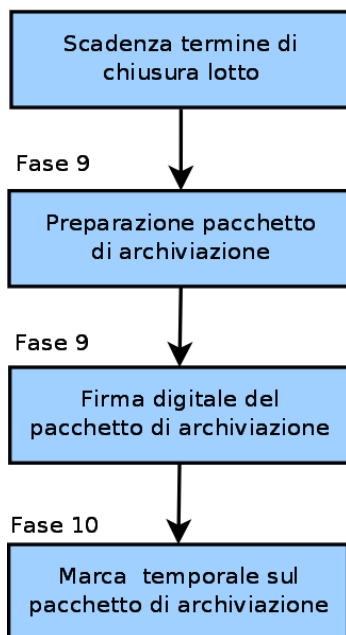 Scadenza termine di
chiusura lotto
Fase 9
Preparazione pacchetto
di archiviazione
Fase 9
Firma digitale del
pacchetto di archiviazione
Fase 10
Marca temporale sul
pacchetto di archiviazione